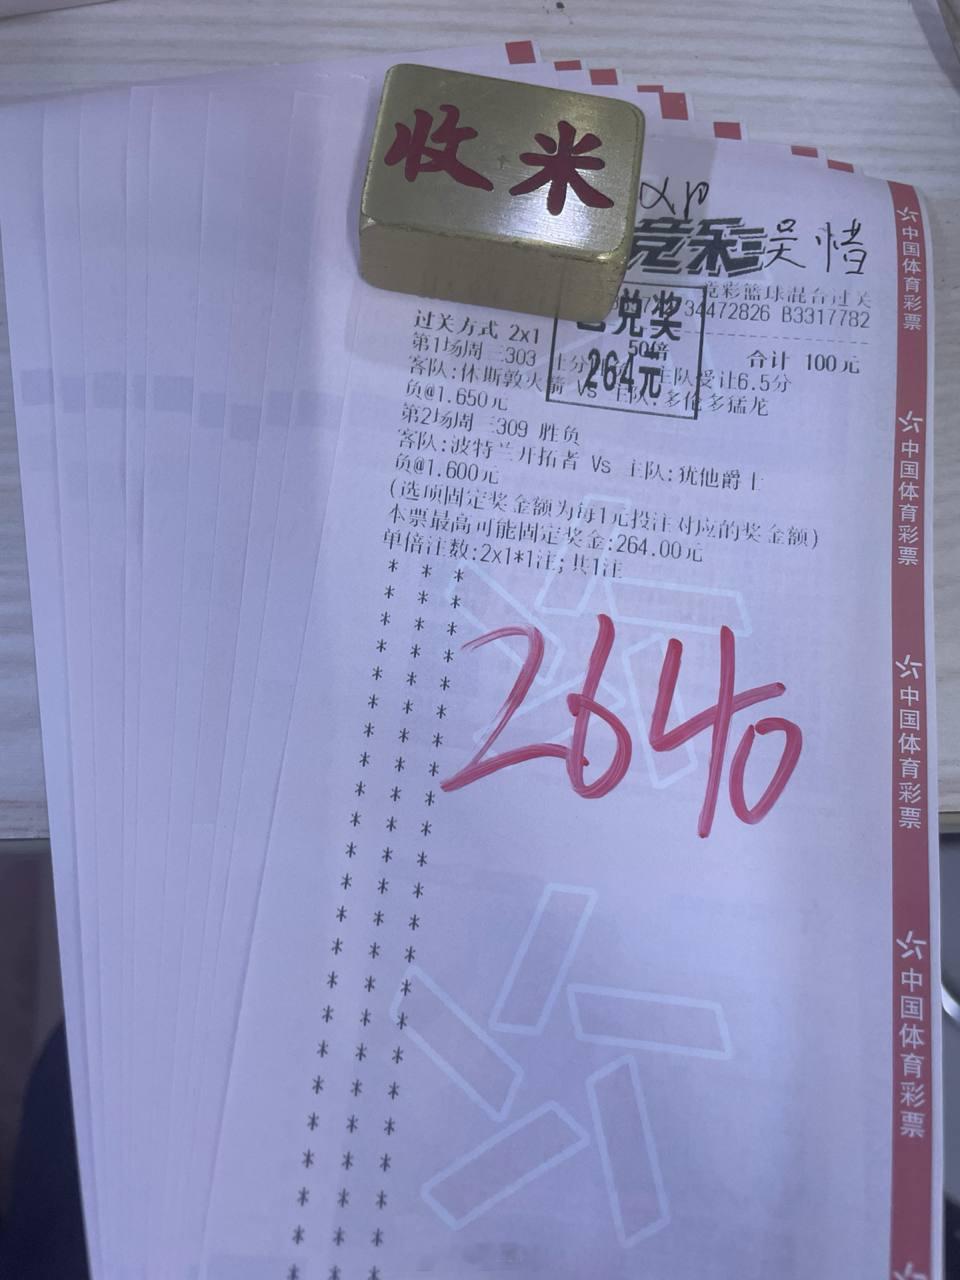 收米
竞彩 吴惜
竞彩篮球混合过关
34472826 B3317782
已兑奖
264元
过关方式 2x1
50倍
合计 100元
第1场周三303 让分胜负 主队受让6.5分
客队:休斯敦火箭 Vs 主队:多伦多猛龙
负@1.650元
第2场周三309 胜负
客队:波特兰开拓者 Vs 主队:犹他爵士
负@1.600元
(选项固定奖金额为每1元投注对应的奖金额)
本票最高可能固定奖金:264.00元
单倍注数:2x1*1注; 共1注
2640
中国体育彩票
中国体育彩票
中国体育彩票
中国体育彩票